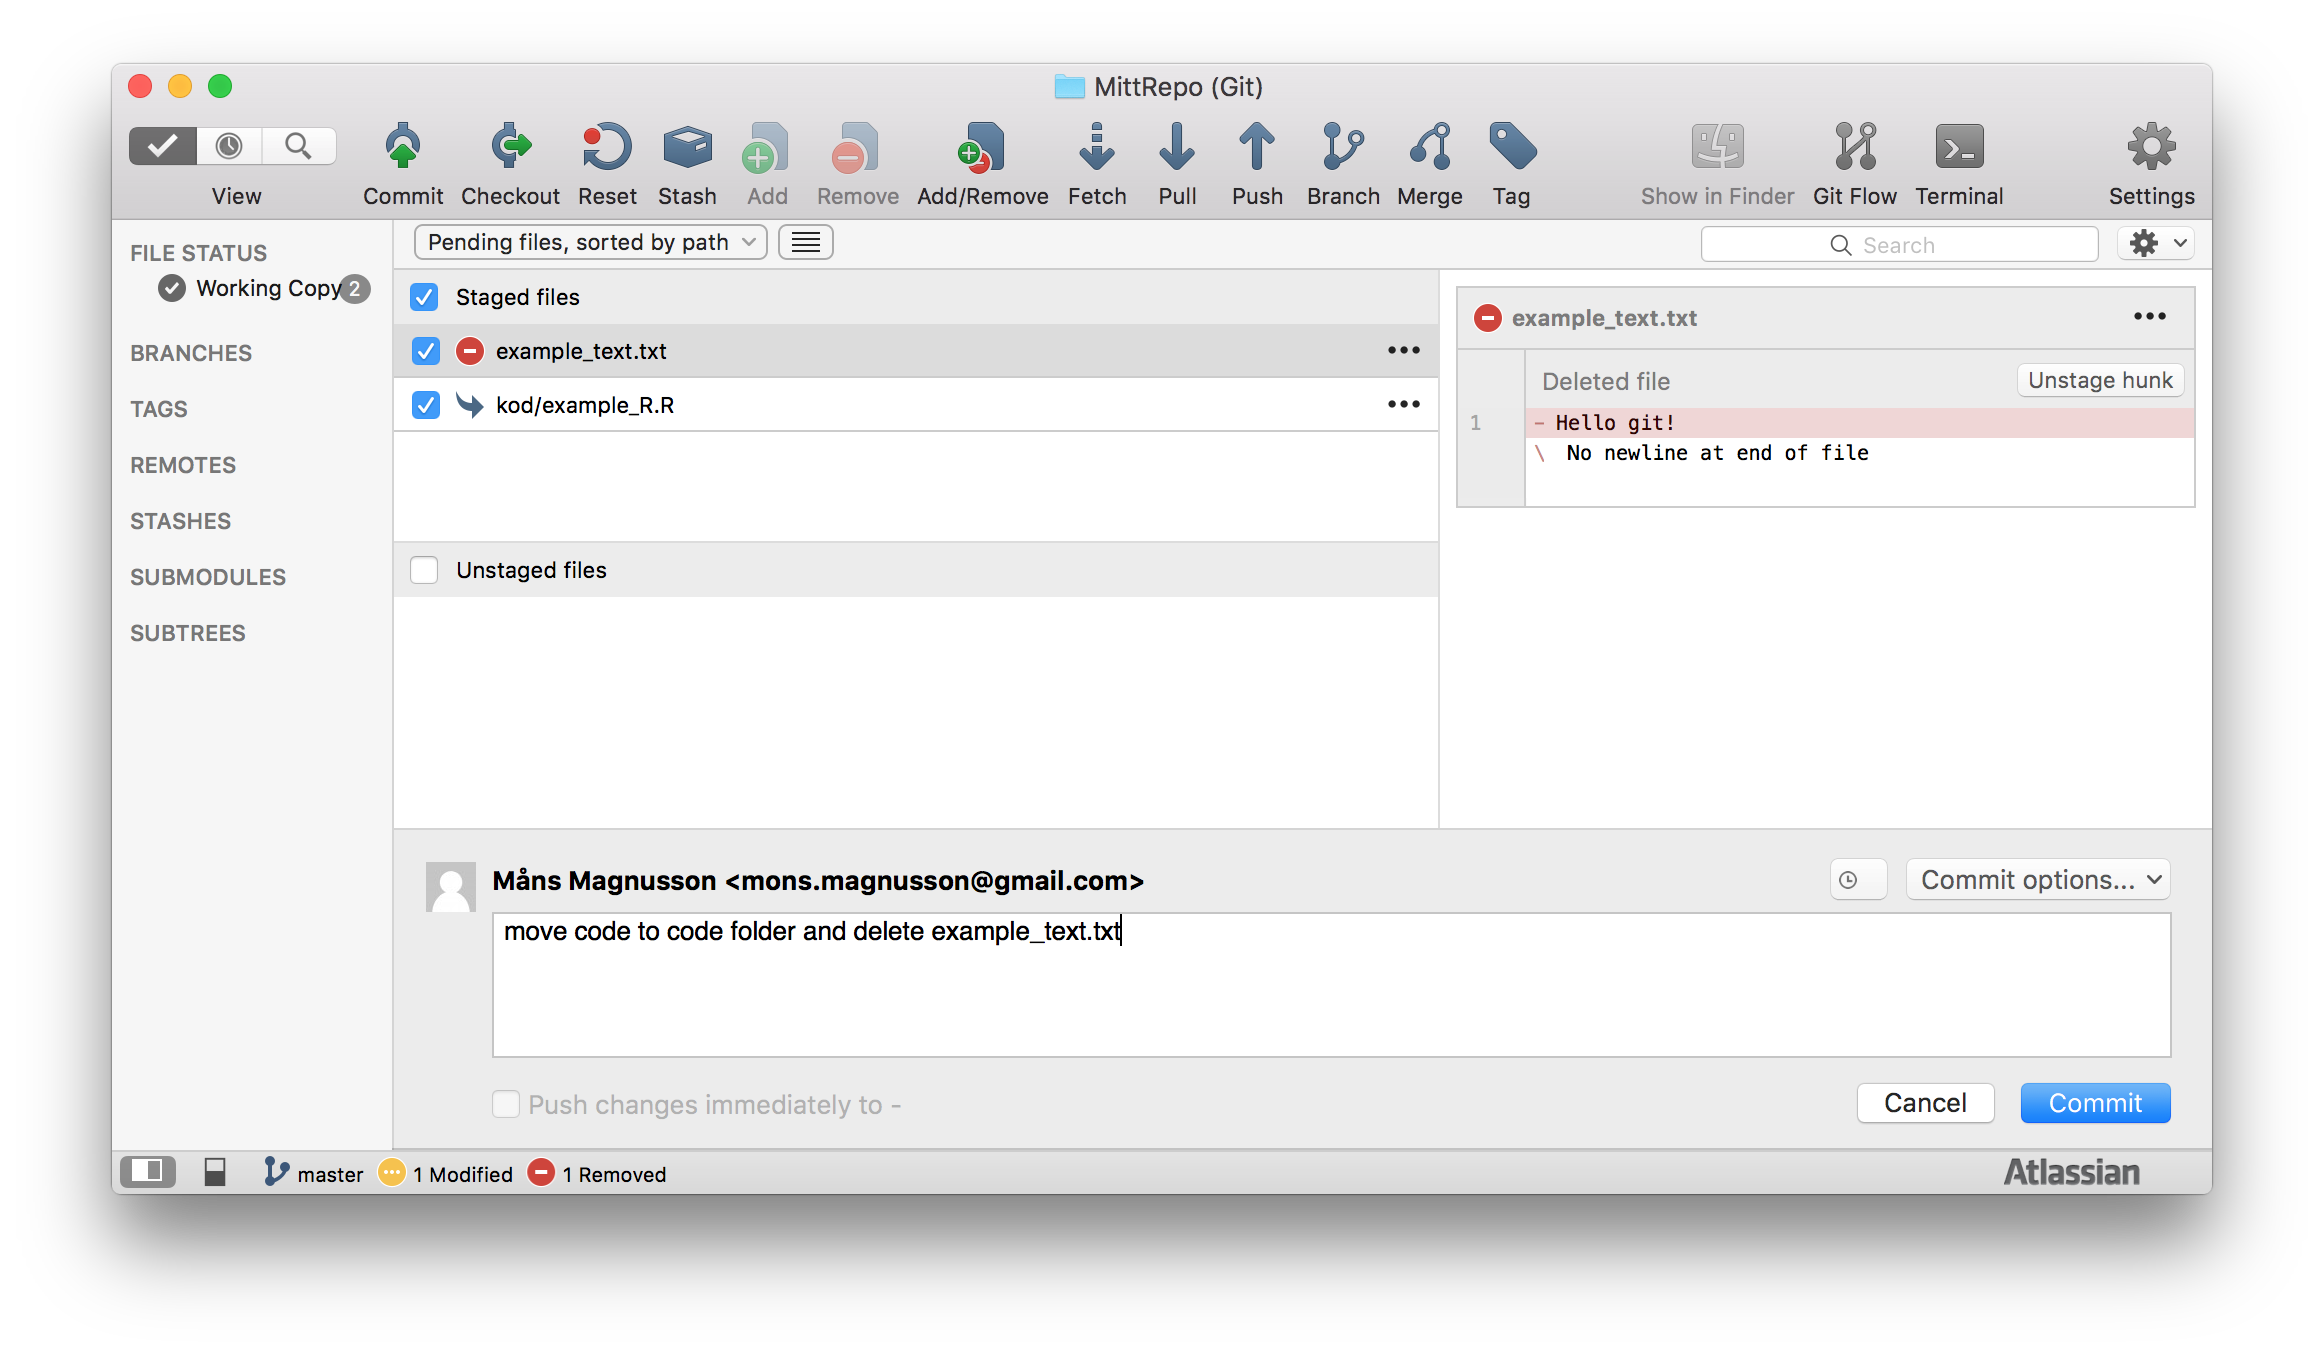 MittRepo (Git)
View
Commit
Checkout
Reset
Stash
Add
Remove
Add/Remove
Fetch
Pull
Push
Branch
Merge
Tag
Show in Finder
Git Flow
Terminal
Settings
FILE STATUS
Working Copy 2
BRANCHES
TAGS
REMOTES
STASHES
SUBMODULES
SUBTREES
Pending files, sorted by path
Search
Staged files
example_text.txt
kod/example_R.R
Unstaged files
example_text.txt
Deleted file
Unstage hunk
1 - Hello git!
\ No newline at end of file
Måns Magnusson <mons.magnusson@gmail.com>
Commit options...
move code to code folder and delete example_text.txt
Push changes immediately to -
Cancel
Commit
master
1 Modified
1 Removed
Atlassian